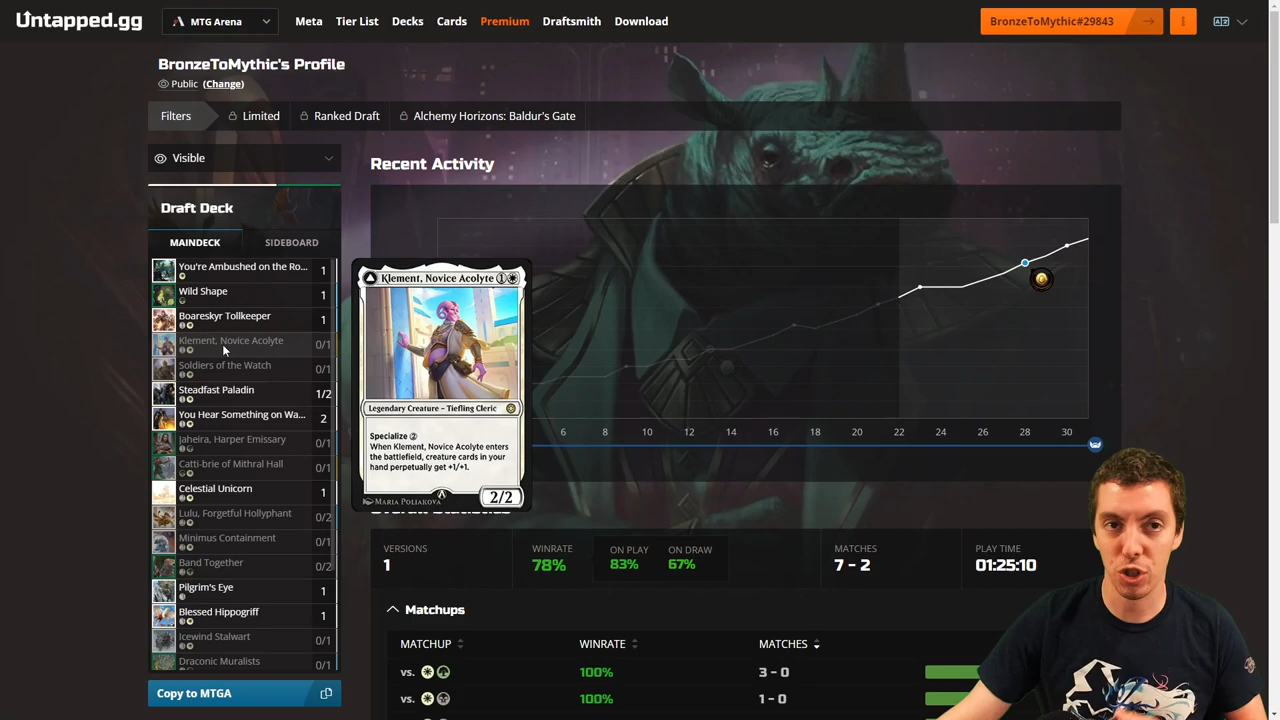 Untapped.gg
MTG Arena
Meta
Tier List
Decks
Cards
Premium
Draftsmith
Download
BronzeToMythic#29843
BronzeToMythic's Profile
Public (Change)
Filters
Limited
Ranked Draft
Alchemy Horizons: Baldur's Gate
Visible
Recent Activity
Draft Deck
MAINDECK
SIDEBOARD
You're Ambushed on the Ro... 1
Wild Shape 1
Boareskyr Tollkeeper 1
Klement, Novice Acolyte 0/1
Soldiers of the Watch 0/1
Steadfast Paladin 1/2
You Hear Something on Wa... 2
Jaheira, Harper Emissary 0/1
Catti-brie of Mithral Hall 0/1
Celestial Unicorn 1
Lulu, Forgetful Hollyphant 0/2
Minimus Containment 0/1
Band Together 0/2
Pilgrim's Eye 1
Blessed Hippogriff 1
Icewind Stalwart 0/1
Draconic Muralists 0/1
Copy to MTGA
Klement, Novice Acolyte 1
Legendary Creature – Tiefling Cleric
Specialize 2
When Klement, Novice Acolyte enters
the battlefield, creature cards in your
hand perpetually get +1/+1.
Maria Poliakova
2/2
6 8 10 12 14 16 18 20 22 24 26 28 30
VERSIONS
1
WINRATE
78%
ON PLAY
83%
ON DRAW
67%
MATCHES
7 - 2
PLAY TIME
01:25:10
Matchups
MATCHUP
WINRATE
MATCHES
vs. 100% 3 - 0
vs. 100% 1 - 0